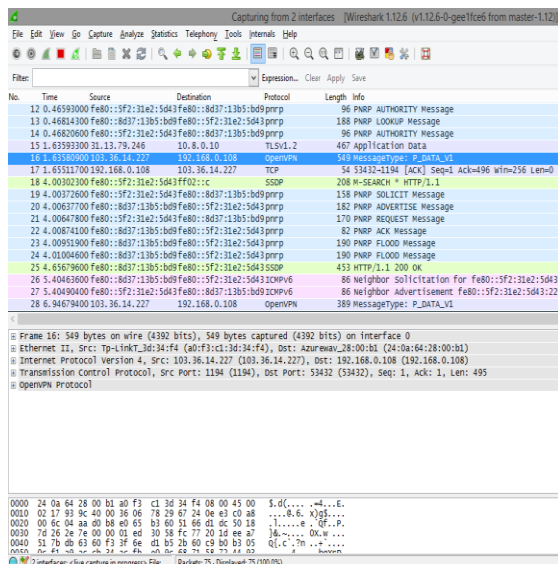 Capturing from 2 interfaces [Wireshark 1.12.6 (v1.12.6-0-gee1fce6 from master-1.12)]
File Edit View Go Capture Analyze Statistics Telephony Tools Internals Help
Filter: Expression... Clear Apply Save
No. Time Source Destination Protocol Length Info
12 0.46593000 fe80::5f2:31e2:5d43 fe80::8d37:13b5:bd9 pnrp 96 PNRP AUTHORITY Message
13 0.46814300 fe80::8d37:13b5:bd9 fe80::5f2:31e2:5d43 pnrp 188 PNRP LOOKUP Message
14 0.46820600 fe80::5f2:31e2:5d43 fe80::8d37:13b5:bd9 pnrp 96 PNRP AUTHORITY Message
15 1.63593300 31.13.79.246 10.8.0.10 TLSv1.2 467 Application Data
16 1.63580900 103.36.14.227 192.168.0.108 OpenVPN 549 MessageType: P_DATA_V1
17 1.65511700 192.168.0.108 103.36.14.227 TCP 54 53432-1194 [ACK] Seq=1 Ack=496 Win=256 Len=0
18 4.00302300 fe80::5f2:31e2:5d43 ff02::c SSDP 208 M-SEARCH * HTTP/1.1
19 4.00372600 fe80::8d37:13b5:bd9 fe80::5f2:31e2:5d43 pnrp 158 PNRP SOLICIT Message
20 4.00637700 fe80::5f2:31e2:5d43 fe80::8d37:13b5:bd9 pnrp 182 PNRP ADVERTISE Message
21 4.00647800 fe80::8d37:13b5:bd9 fe80::5f2:31e2:5d43 pnrp 170 PNRP REQUEST Message
22 4.00874100 fe80::5f2:31e2:5d43 fe80::8d37:13b5:bd9 pnrp 82 PNRP ACK Message
23 4.00951900 fe80::8d37:13b5:bd9 fe80::5f2:31e2:5d43 pnrp 190 PNRP FLOOD Message
24 4.01004600 fe80::8d37:13b5:bd9 fe80::5f2:31e2:5d43 pnrp 190 PNRP FLOOD Message
25 4.65679600 fe80::8d37:13b5:bd9 fe80::5f2:31e2:5d43 SSDP 453 HTTP/1.1 200 OK
26 5.40463600 fe80::8d37:13b5:bd9 fe80::5f2:31e2:5d43 ICMPv6 86 Neighbor Solicitation for fe80::5f2:31e2:5d43
27 5.40490400 fe80::5f2:31e2:5d43 fe80::8d37:13b5:bd9 ICMPv6 86 Neighbor Advertisement fe80::5f2:31e2:5d43:22
28 6.94679400 103.36.14.227 192.168.0.108 OpenVPN 389 MessageType: P_DATA_V1
Frame 16: 549 bytes on wire (4392 bits), 549 bytes captured (4392 bits) on interface 0
Ethernet II, Src: Tp-LinkT_3d:34:f4 (a0:f3:c1:3d:34:f4), Dst: Azurewav_28:00:b1 (24:0a:64:28:00:b1)
Internet Protocol Version 4, Src: 103.36.14.227 (103.36.14.227), Dst: 192.168.0.108 (192.168.0.108)
Transmission Control Protocol, Src Port: 1194 (1194), Dst Port: 53432 (53432), Seq: 1, Ack: 1, Len: 495
OpenVPN Protocol
0000 24 0a 64 28 00 b1 a0 f3 c1 3d 34 f4 08 00 45 00 $.d(.... .=4...E.
0010 02 17 93 9c 40 00 36 06 78 29 67 24 0e e3 c0 a8 ....@.6. x)g$....
0020 00 6c 04 aa d0 b8 e0 65 b3 60 51 66 d1 dc 50 18 .l.....e .`Qf..P.
0030 7d 26 2e 7e 00 00 01 ed 30 58 fc 77 20 1d ee a7 }&.~.... 0X.w ...
0040 51 7b db 63 60 f3 3f 6e d1 b5 2b 60 c9 b0 b3 05 Q{.c`.?n ..+`....
2 interfaces: <live capture in progress> File: Packets: 75 · Displayed: 75 (100.0%)